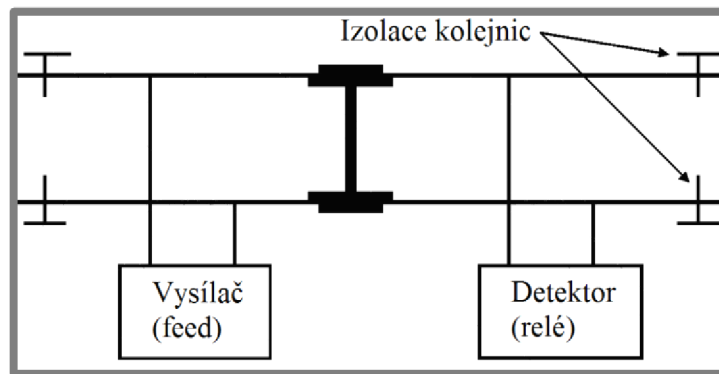 Izolace kolejnic
Vysílač
(feed)
Detektor
(relé)